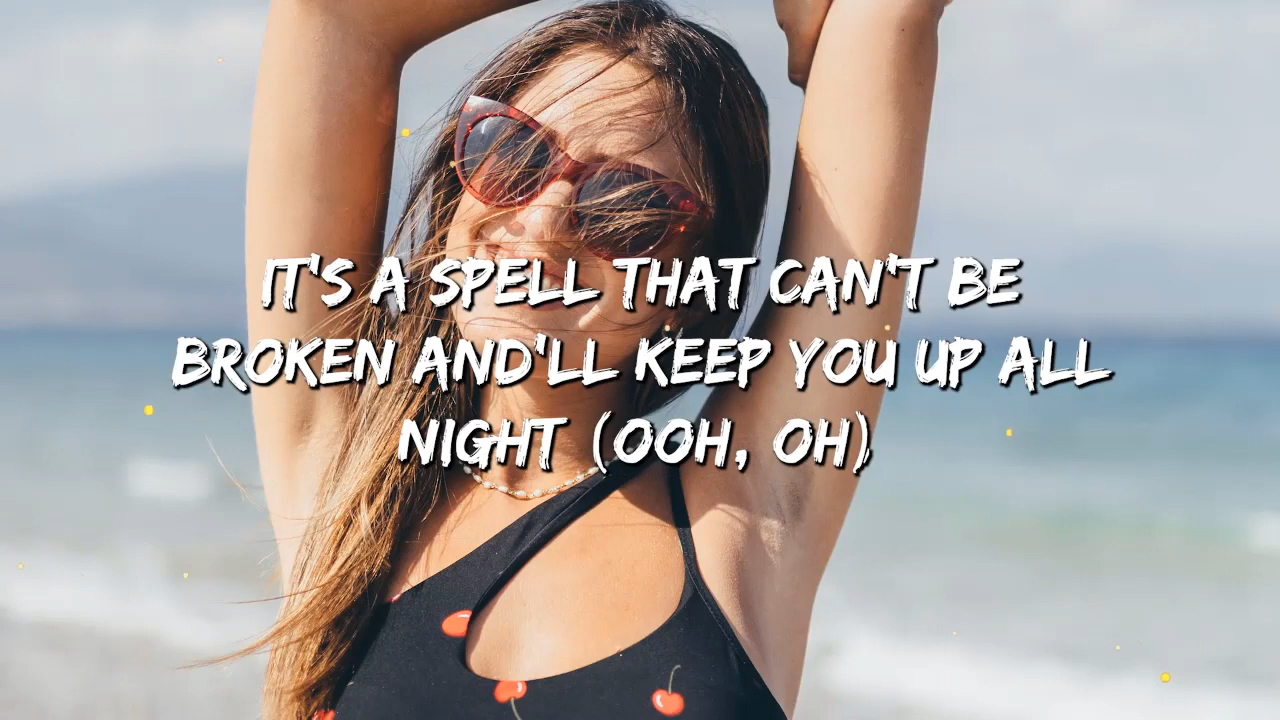 IT'S A SPELL THAT CAN'T BE
BROKEN AND'LL KEEP YOU UP ALL
NIGHT (OOH, OH)